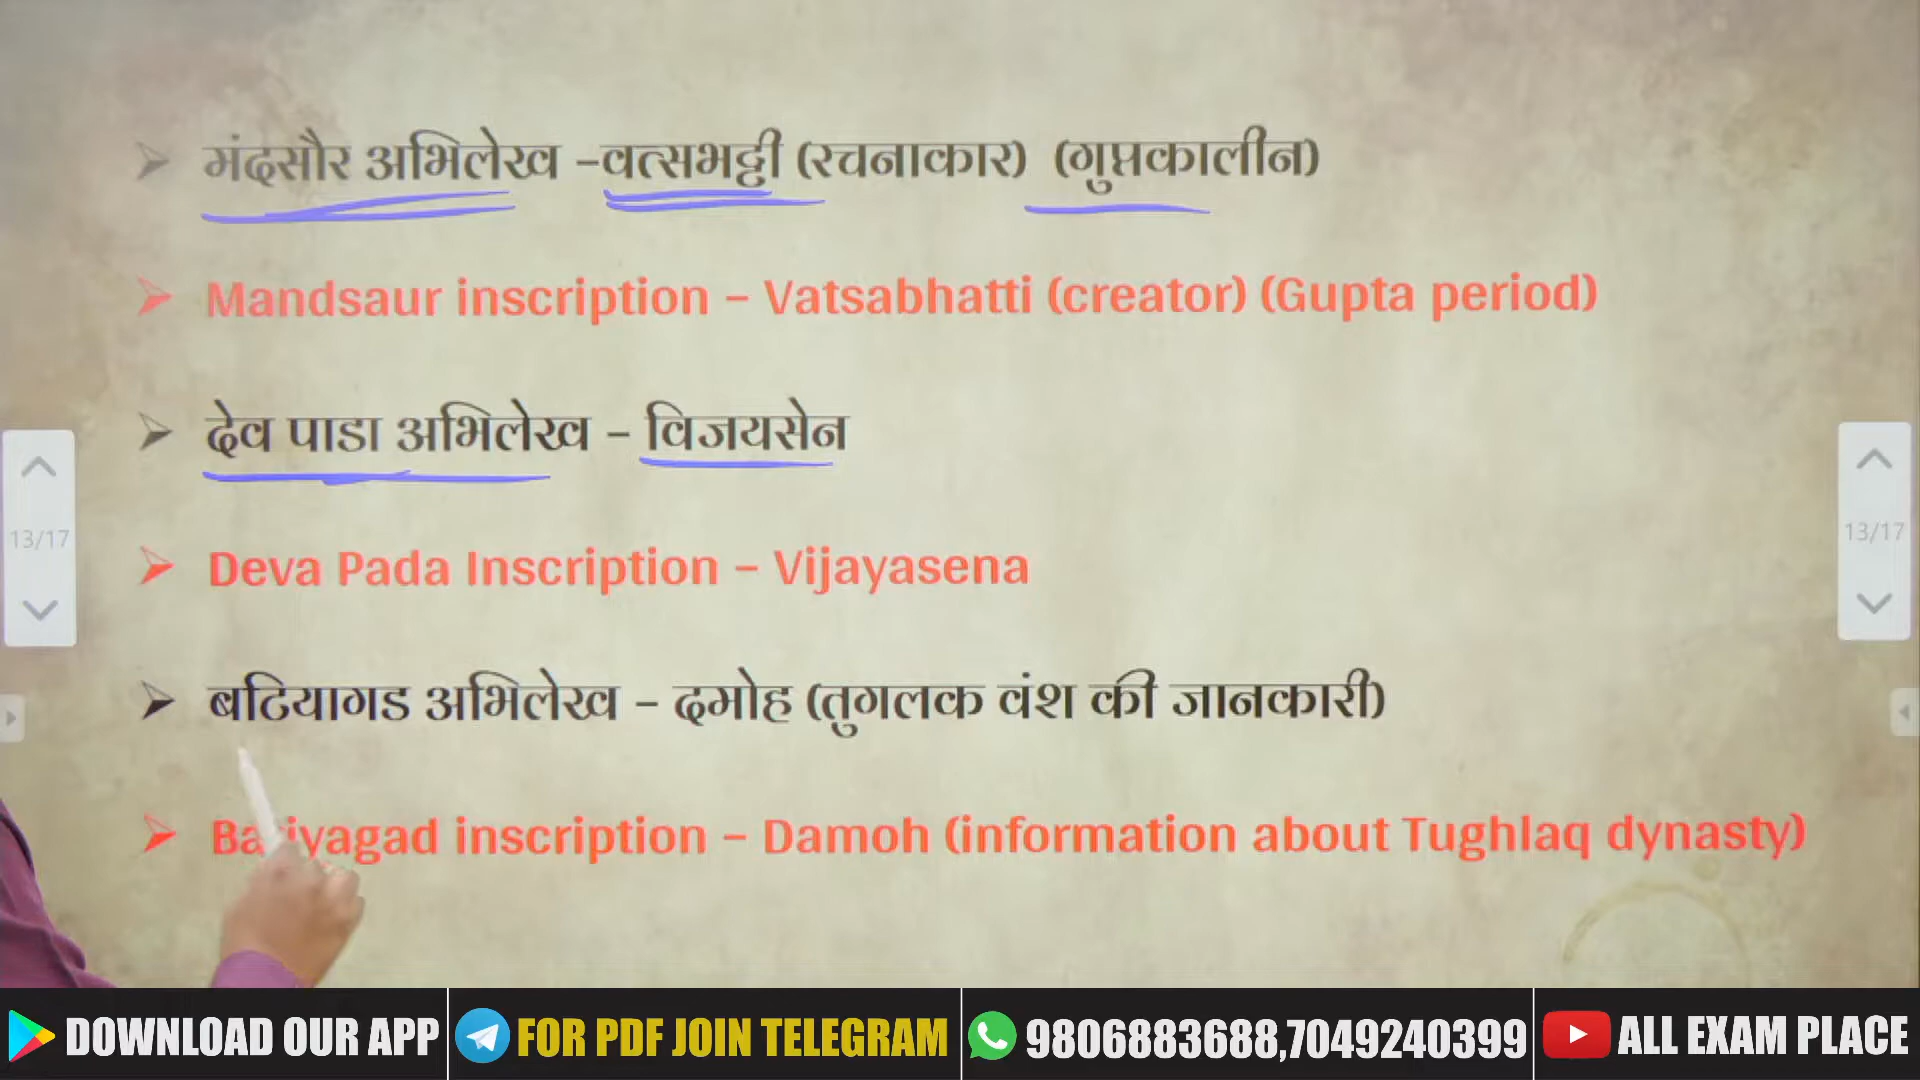 मंदसौर अभिलेख –वत्सभट्टी (रचनाकार) (गुप्तकालीन)
Mandsaur inscription – Vatsabhatti (creator) (Gupta period)
देव पाडा अभिलेख – विजयसेन
Deva Pada Inscription – Vijayasena
बटियागड अभिलेख – दमोह (तुगलक वंश की जानकारी)
inscription – Damoh (information about Tughlaq dynasty)
13/17
13/17
DOWNLOAD OUR APP
FOR PDF JOIN TELEGRAM
9806883688,7049240399
ALL EXAM PLACE